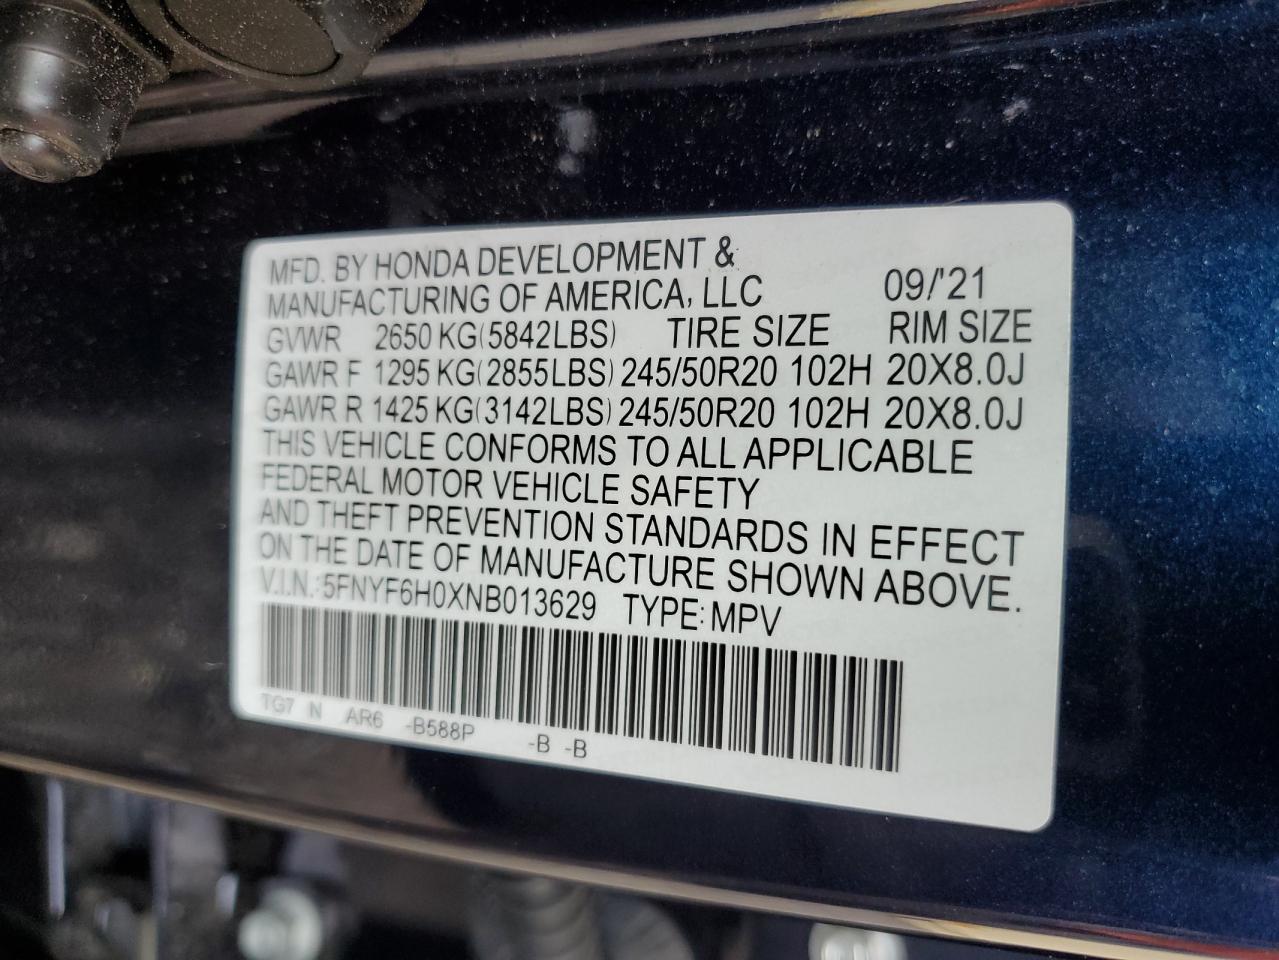 MFD. BY HONDA DEVELOPMENT &
MANUFACTURING OF AMERICA, LLC 09/'21
GVWR 2650 KG(5842LBS) TIRE SIZE RIM SIZE
GAWR F 1295 KG(2855LBS) 245/50R20 102H 20X8.0J
GAWR R 1425 KG(3142LBS) 245/50R20 102H 20X8.0J
THIS VEHICLE CONFORMS TO ALL APPLICABLE
FEDERAL MOTOR VEHICLE SAFETY
AND THEFT PREVENTION STANDARDS IN EFFECT
ON THE DATE OF MANUFACTURE SHOWN ABOVE.
V.I.N.: 5FNYF6H0XNB013629 TYPE: MPV
TG7 N AR6 -B588P -B -B